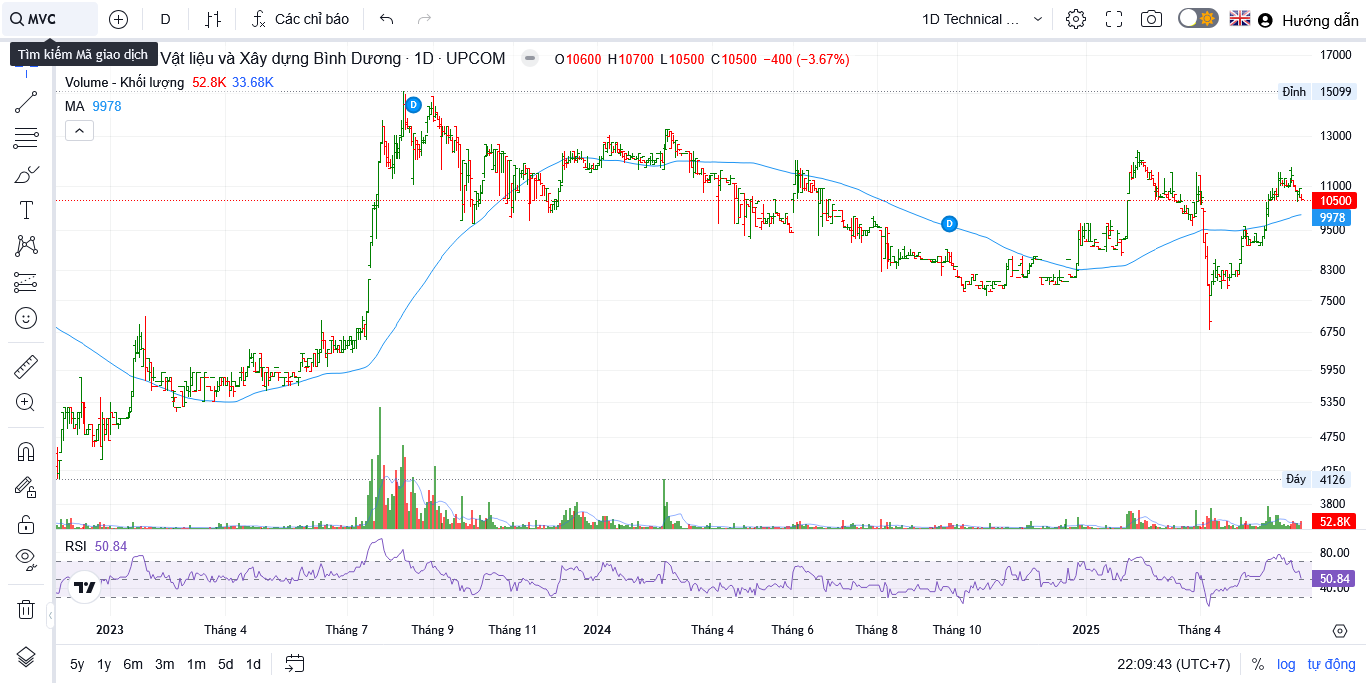 MVC
D
Các chỉ báo
1D Technical ...
Hướng dẫn
Tìm kiếm Mã giao dịch
Vật liệu và Xây dựng Bình Dương · 1D · UPCOM
O10600 H10700 L10500 C10500 −400 (−3.67%)
Volume - Khối lượng 52.8K 33.68K
MA 9978
D
D
17000
Đỉnh 15099
13000
11000
10500
9978
9500
8300
7500
6750
5950
5350
4750
4250
Đáy 4126
3800
52.8K
RSI 50.84
80.00
50.84
40.00
2023 Tháng 4 Tháng 7 Tháng 9 Tháng 11 2024 Tháng 4 Tháng 6 Tháng 8 Tháng 10 2025 Tháng 4
5y 1y 6m 3m 1m 5d 1d
22:09:43 (UTC+7) % log tự động